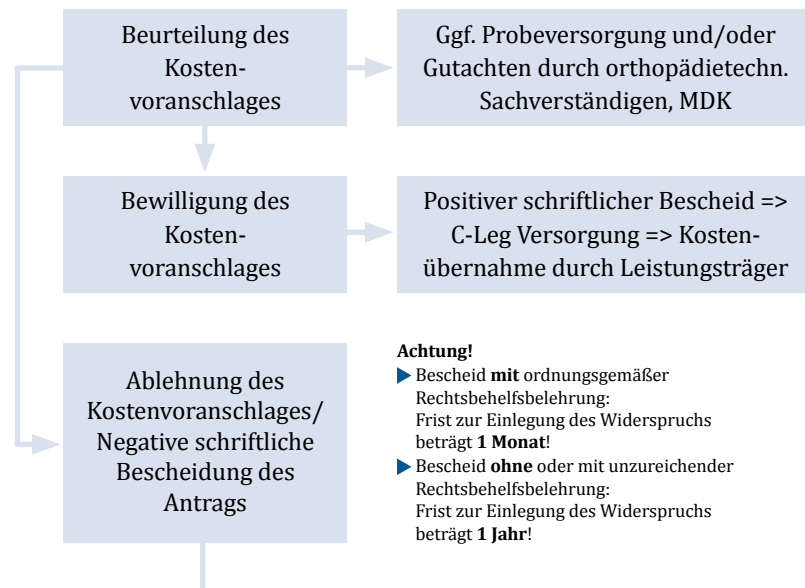 Beurteilung des
Kosten-
voranschlages
Ggf. Probeversorgung und/oder
Gutachten durch orthopädietechn.
Sachverständigen, MDK
Bewilligung des
Kosten-
voranschlages
Positiver schriftlicher Bescheid =>
C-Leg Versorgung => Kosten-
übernahme durch Leistungsträger
Ablehnung des
Kostenvoranschlages/
Negative schriftliche
Bescheidung des
Antrags
Achtung!
Bescheid mit ordnungsgemäßer
Rechtsbehelfsbelehrung:
Frist zur Einlegung des Widerspruchs
beträgt 1 Monat!
Bescheid ohne oder mit unzureichender
Rechtsbehelfsbelehrung:
Frist zur Einlegung des Widerspruchs
beträgt 1 Jahr!